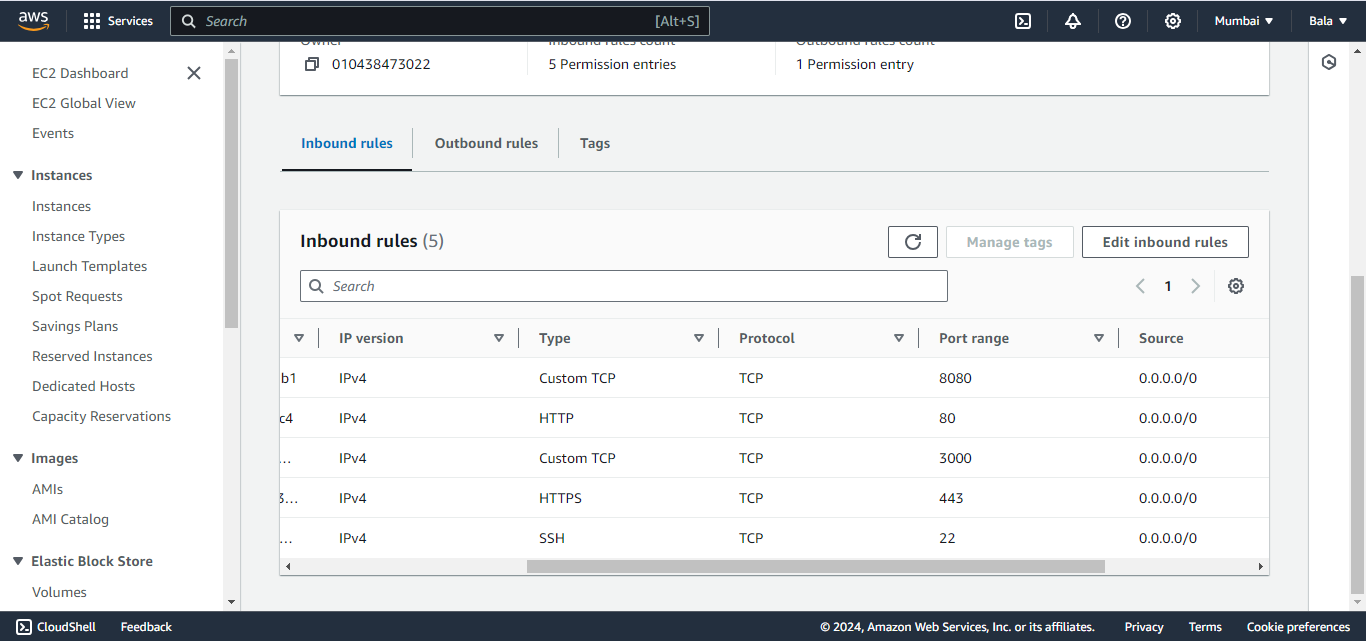 aws Services Search [Alt+S] Mumbai Bala
EC2 Dashboard
EC2 Global View
Events
Instances
Instances
Instance Types
Launch Templates
Spot Requests
Savings Plans
Reserved Instances
Dedicated Hosts
Capacity Reservations
Images
AMIs
AMI Catalog
Elastic Block Store
Volumes
Owner Inbound rules count Outbound rules count
010438473022 5 Permission entries 1 Permission entry
Inbound rules Outbound rules Tags
Inbound rules (5) Manage tags Edit inbound rules
Search 1
IP version Type Protocol Port range Source
b1 IPv4 Custom TCP TCP 8080 0.0.0.0/0
c4 IPv4 HTTP TCP 80 0.0.0.0/0
... IPv4 Custom TCP TCP 3000 0.0.0.0/0
3... IPv4 HTTPS TCP 443 0.0.0.0/0
... IPv4 SSH TCP 22 0.0.0.0/0
CloudShell Feedback © 2024, Amazon Web Services, Inc. or its affiliates. Privacy Terms Cookie preferences